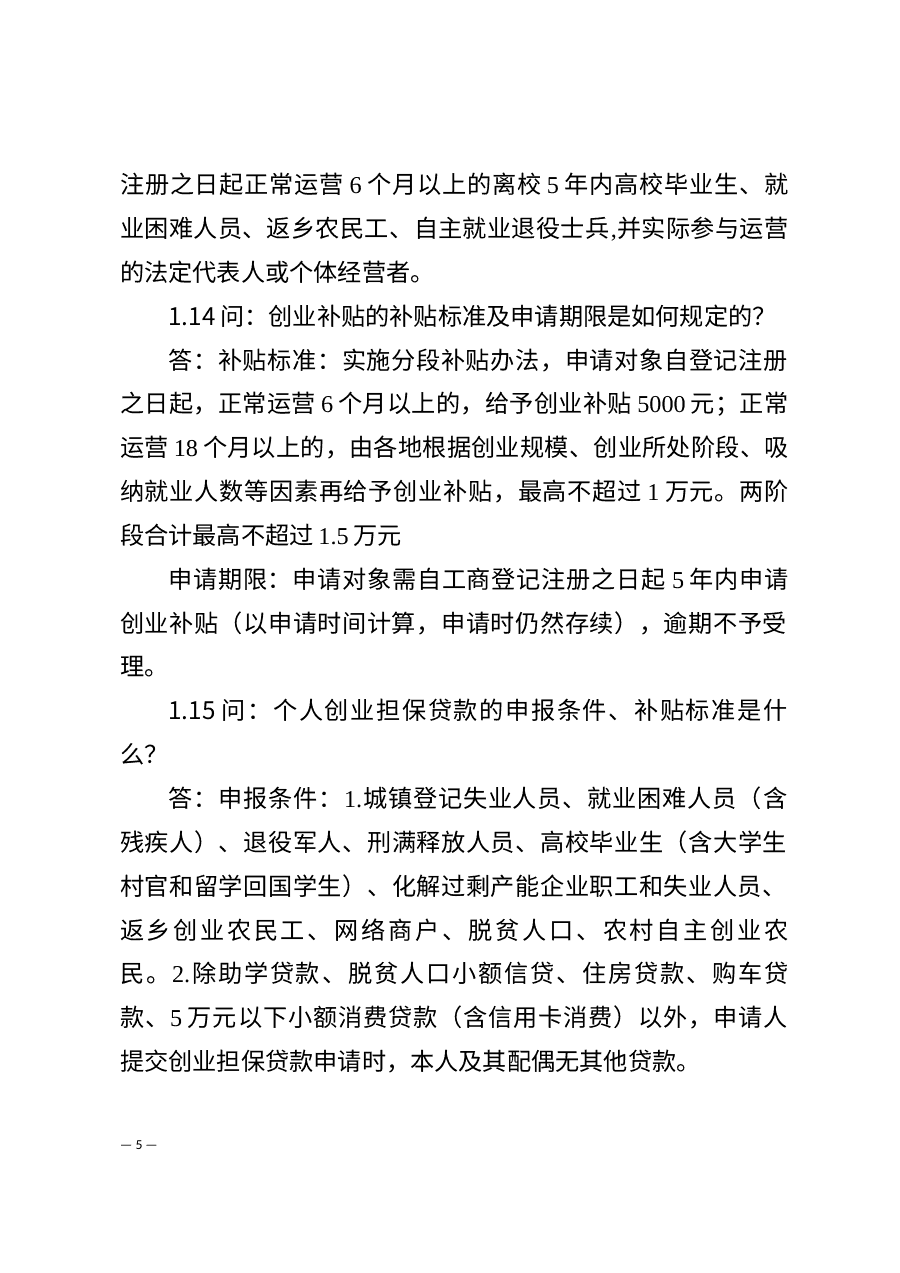 注册之日起正常运营 6 个月以上的离校 5 年内高校毕业生、就
业困难人员、返乡农民工、自主就业退役士兵,并实际参与运营
的法定代表人或个体经营者。
1.14 问：创业补贴的补贴标准及申请期限是如何规定的？
答：补贴标准：实施分段补贴办法，申请对象自登记注册
之日起，正常运营 6 个月以上的，给予创业补贴 5000 元；正常
运营 18 个月以上的，由各地根据创业规模、创业所处阶段、吸
纳就业人数等因素再给予创业补贴，最高不超过 1 万元。两阶
段合计最高不超过 1.5 万元
申请期限：申请对象需自工商登记注册之日起 5 年内申请
创业补贴（以申请时间计算，申请时仍然存续），逾期不予受
理。
1.15 问：个人创业担保贷款的申报条件、补贴标准是什
么？
答：申报条件：1.城镇登记失业人员、就业困难人员（含
残疾人）、退役军人、刑满释放人员、高校毕业生（含大学生
村官和留学回国学生）、化解过剩产能企业职工和失业人员、
返乡创业农民工、网络商户、脱贫人口、农村自主创业农
民。2.除助学贷款、脱贫人口小额信贷、住房贷款、购车贷
款、5 万元以下小额消费贷款（含信用卡消费）以外，申请人
提交创业担保贷款申请时，本人及其配偶无其他贷款。
— 5 —